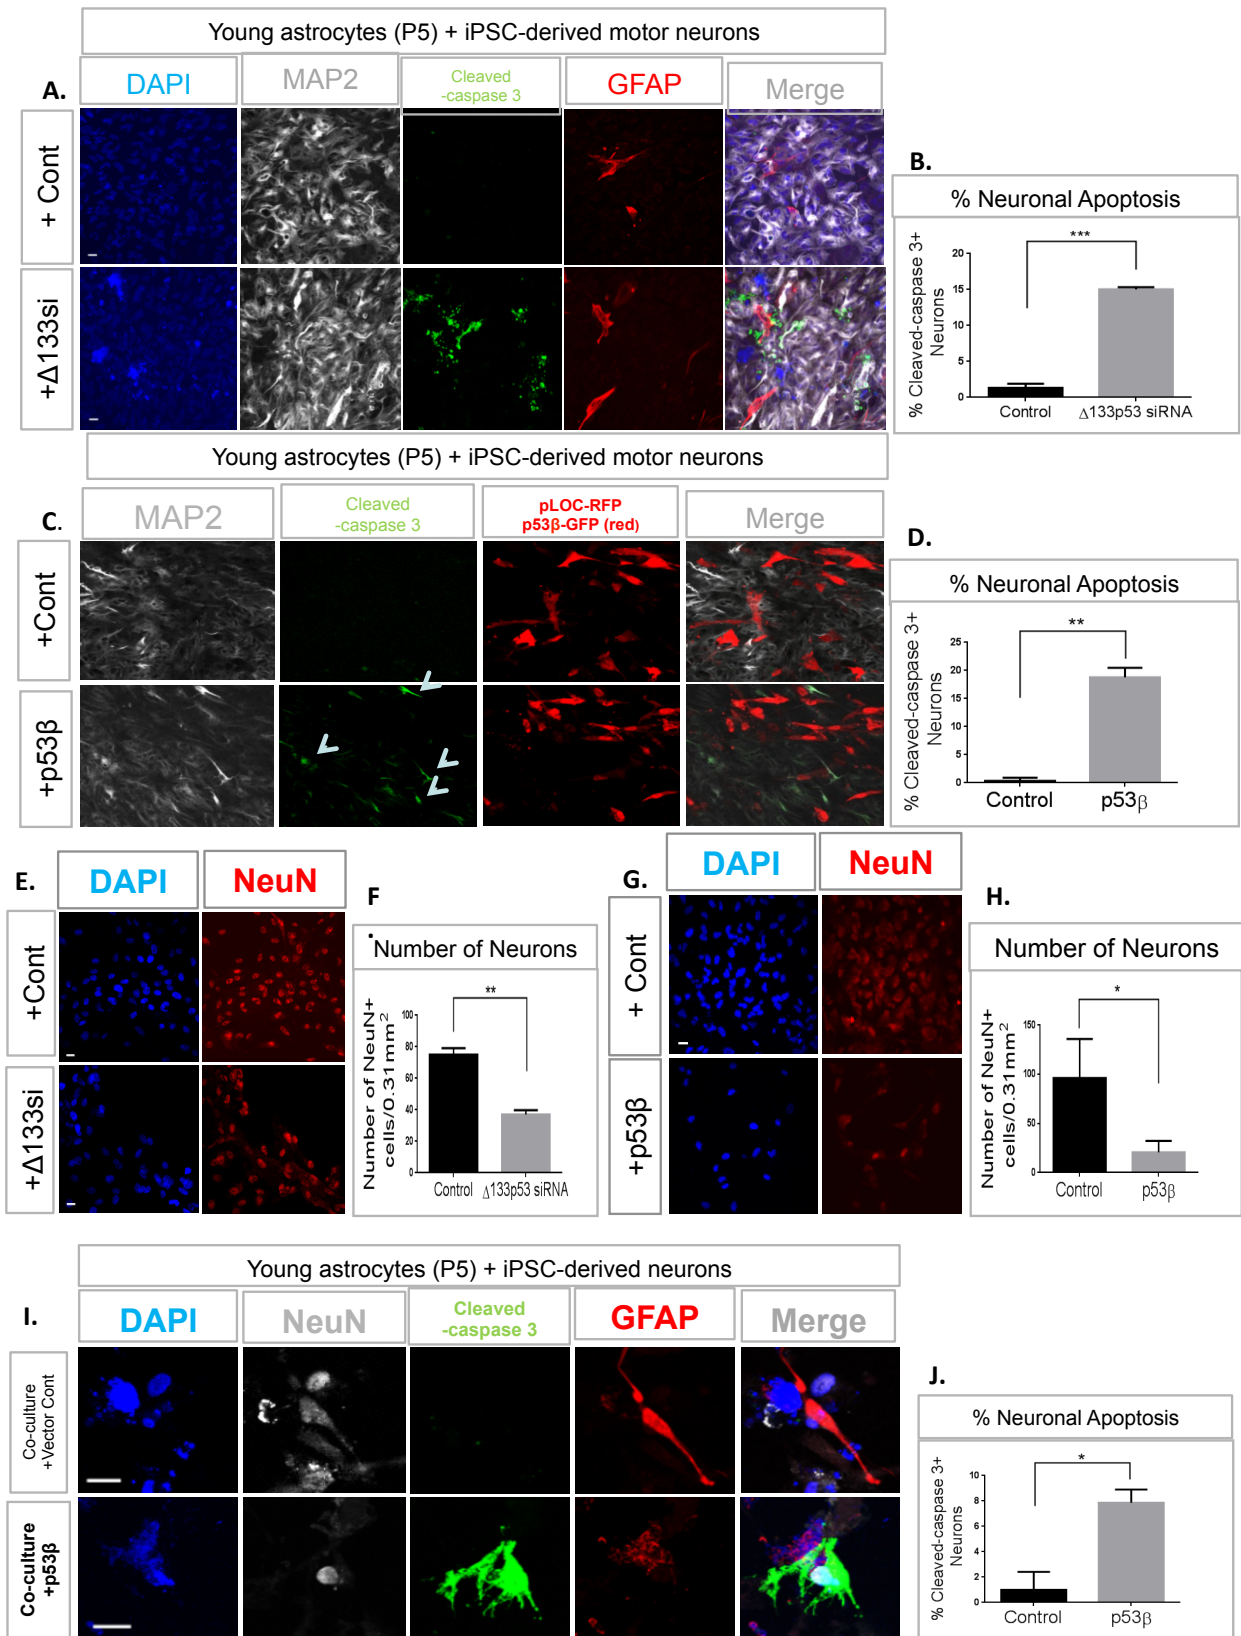 Young astrocytes (P5) + iPSC-derived motor neurons
A.
DAPI
MAP2
Cleaved
-caspase 3
GFAP
Merge
+ Cont
+Δ133si
B.
% Neuronal Apoptosis
% Cleaved-caspase 3+
Neurons
***
20
15
10
5
0
Control
Δ133p53 siRNA
Young astrocytes (P5) + iPSC-derived motor neurons
C.
MAP2
Cleaved
-caspase 3
pLOC-RFP
p53β-GFP (red)
Merge
+Cont
+p53β
D.
% Neuronal Apoptosis
% Cleaved-caspase 3+
Neurons
**
25
20
15
10
5
0
Control
p53β
E.
DAPI
NeuN
+Cont
+Δ133si
F
.
Number of Neurons
Number of NeuN+
cells/0.31mm²
**
80
60
40
20
0
Control
Δ133p53 siRNA
G.
DAPI
NeuN
+ Cont
+p53β
H.
Number of Neurons
Number of NeuN+
cells/0.31mm²
*
150
100
50
0
Control
p53β
Young astrocytes (P5) + iPSC-derived neurons
I.
DAPI
NeuN
Cleaved
-caspase 3
GFAP
Merge
Co-culture
+Vector Cont
Co-culture
+p53β
J.
% Neuronal Apoptosis
% Cleaved-caspase 3+
Neurons
*
10
8
6
4
2
0
Control
p53β